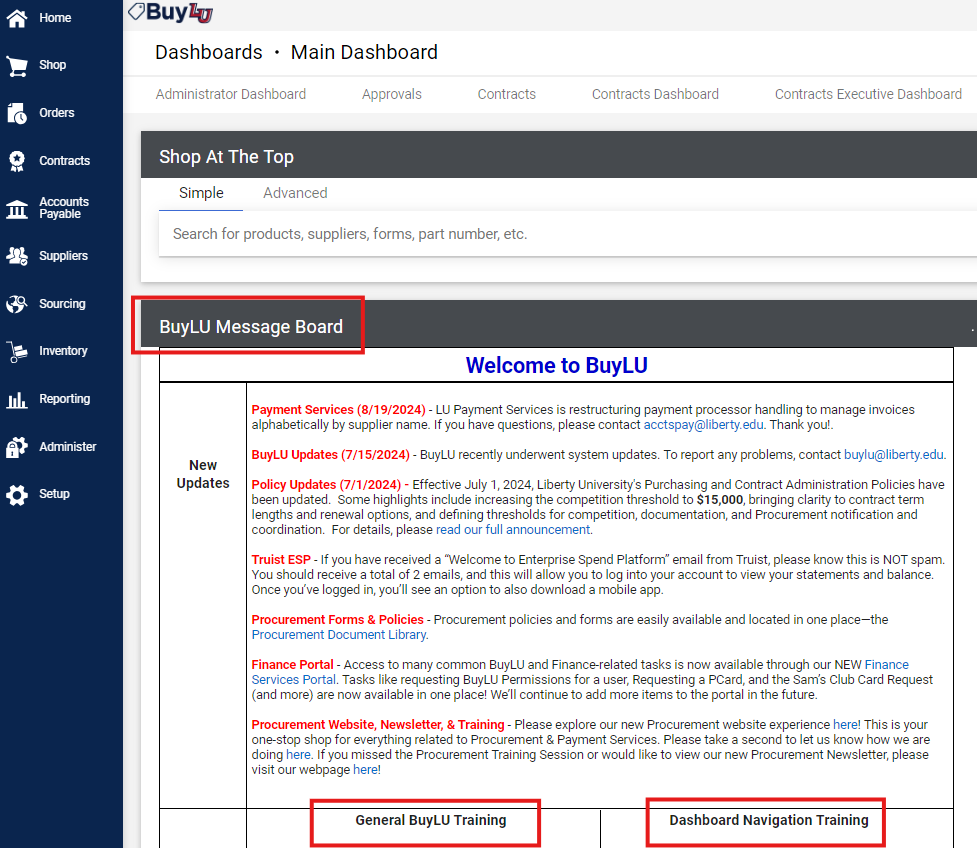 Home
Shop
Orders
Contracts
Accounts
Payable
Suppliers
Sourcing
Inventory
Reporting
Administer
Setup
BuyLU
Dashboards · Main Dashboard
Administrator Dashboard Approvals Contracts Contracts Dashboard Contracts Executive Dashboard
Shop At The Top
Simple Advanced
Search for products, suppliers, forms, part number, etc.
BuyLU Message Board
Welcome to BuyLU
New
Updates
Payment Services (8/19/2024) - LU Payment Services is restructuring payment processor handling to manage invoices
alphabetically by supplier name. If you have questions, please contact acctspay@liberty.edu. Thank you!.
BuyLU Updates (7/15/2024) - BuyLU recently underwent system updates. To report any problems, contact buylu@liberty.edu.
Policy Updates (7/1/2024) - Effective July 1, 2024, Liberty University's Purchasing and Contract Administration Policies have
been updated. Some highlights include increasing the competition threshold to $15,000, bringing clarity to contract term
lengths and renewal options, and defining thresholds for competition, documentation, and Procurement notification and
coordination. For details, please read our full announcement.
Truist ESP - If you have received a “Welcome to Enterprise Spend Platform” email from Truist, please know this is NOT spam.
You should receive a total of 2 emails, and this will allow you to log into your account to view your statements and balance.
Once you’ve logged in, you’ll see an option to also download a mobile app.
Procurement Forms & Policies - Procurement policies and forms are easily available and located in one place—the
Procurement Document Library.
Finance Portal - Access to many common BuyLU and Finance-related tasks is now available through our NEW Finance
Services Portal. Tasks like requesting BuyLU Permissions for a user, Requesting a PCard, and the Sam’s Club Card Request
(and more) are now available in one place! We’ll continue to add more items to the portal in the future.
Procurement Website, Newsletter, & Training - Please explore our new Procurement website experience here! This is your
one-stop shop for everything related to Procurement & Payment Services. Please take a second to let us know how we are
doing here. If you missed the Procurement Training Session or would like to view our new Procurement Newsletter, please
visit our webpage here!
General BuyLU Training Dashboard Navigation Training